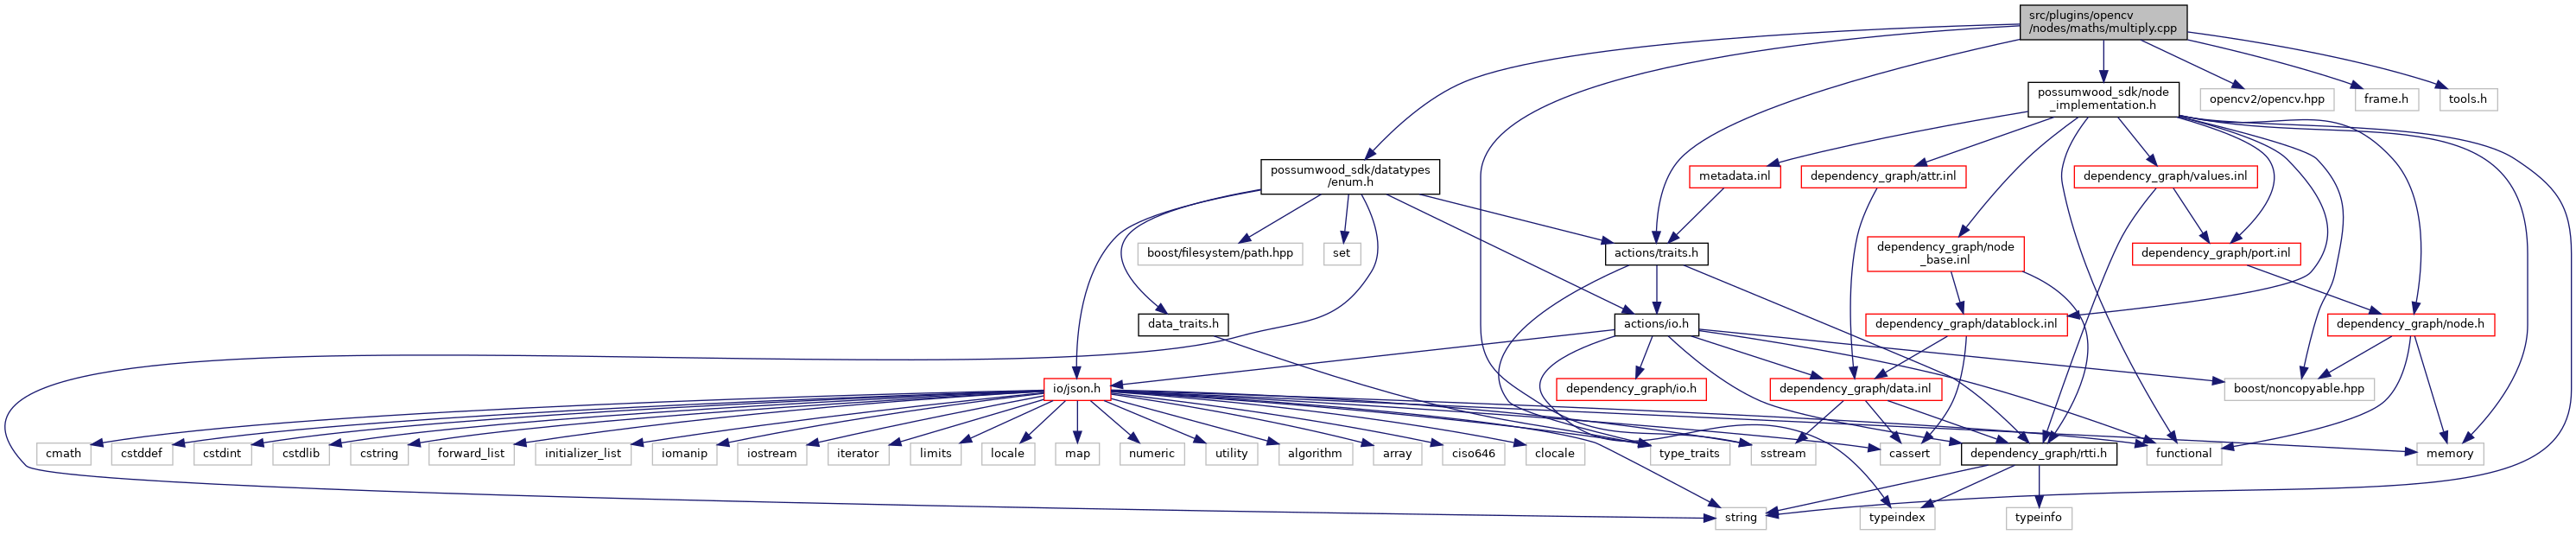 src/plugins/opencv
/nodes/maths/multiply.cpp
possumwood_sdk/node
_implementation.h
opencv2/opencv.hpp
frame.h
tools.h
possumwood_sdk/datatypes
/enum.h
metadata.inl
dependency_graph/attr.inl
dependency_graph/values.inl
boost/filesystem/path.hpp
set
actions/traits.h
dependency_graph/node
_base.inl
dependency_graph/port.inl
data_traits.h
actions/io.h
dependency_graph/datablock.inl
dependency_graph/node.h
io/json.h
dependency_graph/io.h
dependency_graph/data.inl
boost/noncopyable.hpp
cmath
cstddef
cstdint
cstdlib
cstring
forward_list
initializer_list
iomanip
iostream
iterator
limits
locale
map
numeric
utility
algorithm
array
ciso646
clocale
type_traits
sstream
cassert
dependency_graph/rtti.h
functional
memory
string
typeindex
typeinfo